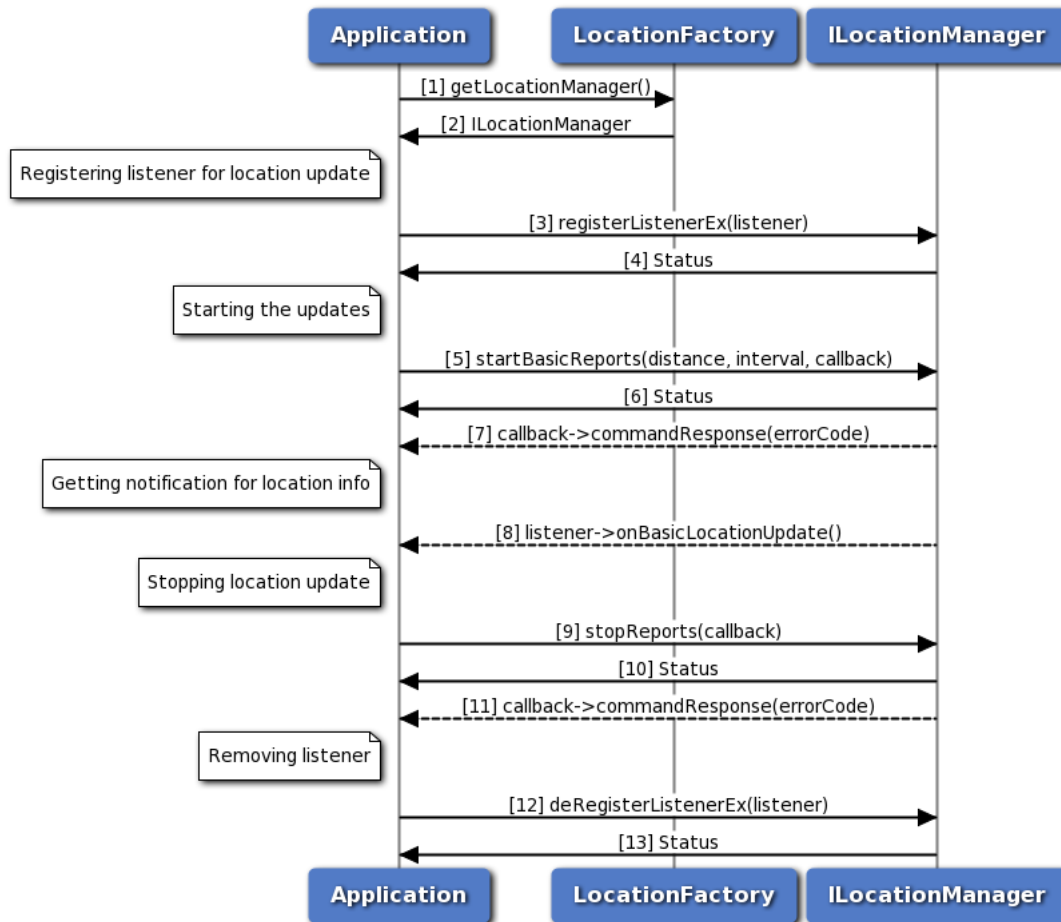 Application
LocationFactory
ILocationManager
[1] getLocationManager()
[2] ILocationManager
Registering listener for location update
[3] registerListenerEx(listener)
[4] Status
Starting the updates
[5] startBasicReports(distance, interval, callback)
[6] Status
[7] callback->commandResponse(errorCode)
Getting notification for location info
[8] listener->onBasicLocationUpdate()
Stopping location update
[9] stopReports(callback)
[10] Status
[11] callback->commandResponse(errorCode)
Removing listener
[12] deRegisterListenerEx(listener)
[13] Status
Application
LocationFactory
ILocationManager